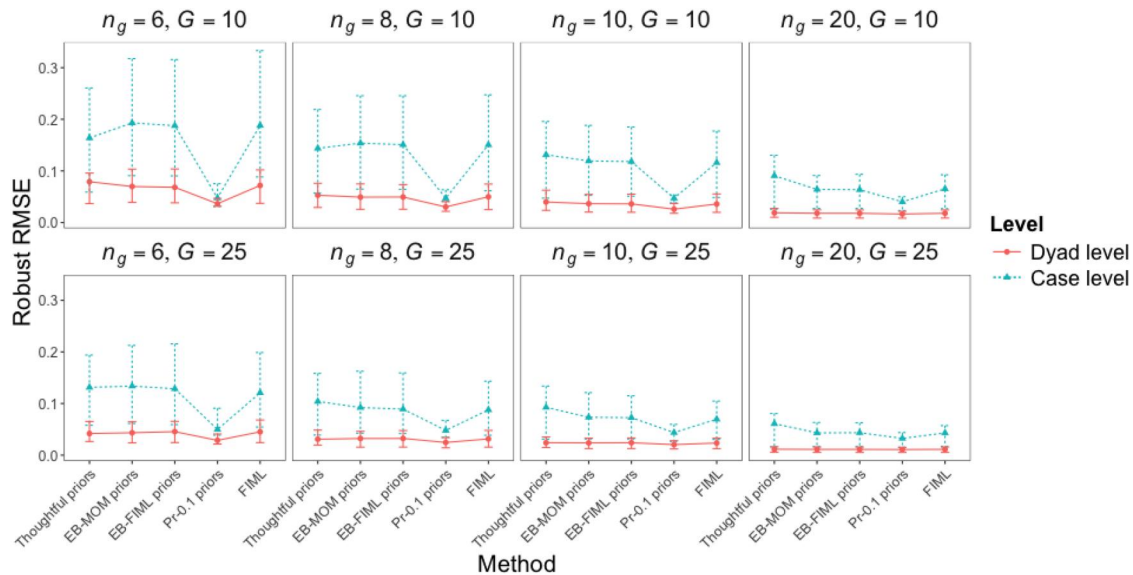 n_g = 6, G = 10
n_g = 8, G = 10
n_g = 10, G = 10
n_g = 20, G = 10
0.3
0.2
0.1
0.0
n_g = 6, G = 25
n_g = 8, G = 25
n_g = 10, G = 25
n_g = 20, G = 25
0.3
0.2
0.1
0.0
Robust RMSE
Thoughtful priors
EB-MOM priors
EB-FIML priors
Pr-0.1 priors
FIML
Thoughtful priors
EB-MOM priors
EB-FIML priors
Pr-0.1 priors
FIML
Thoughtful priors
EB-MOM priors
EB-FIML priors
Pr-0.1 priors
FIML
Thoughtful priors
EB-MOM priors
EB-FIML priors
Pr-0.1 priors
FIML
Method
Level
Dyad level
Case level